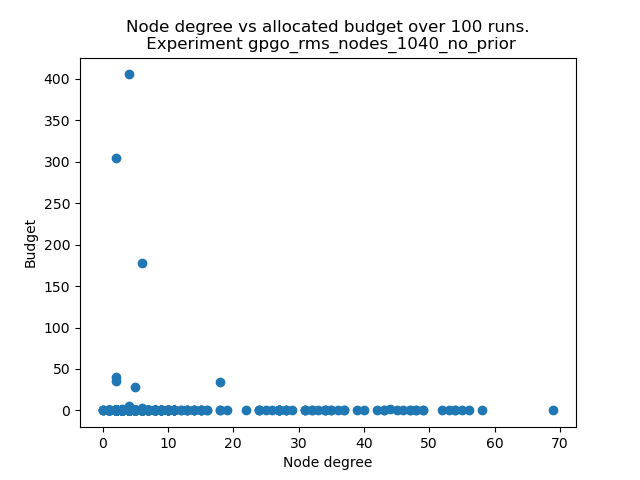 Node degree vs allocated budget over 100 runs.
Experiment gpgo_rms_nodes_1040_no_prior
400
350
300
250
200
150
100
50
0
Budget
0 10 20 30 40 50 60 70
Node degree